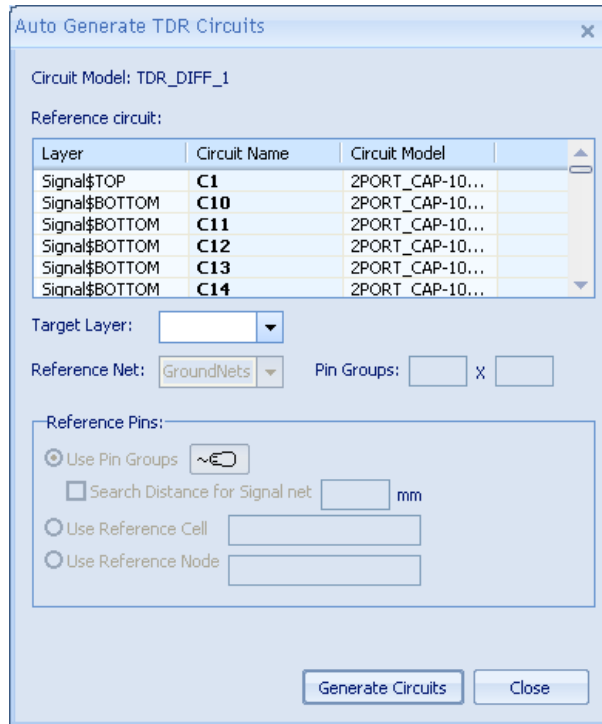 Auto Generate TDR Circuits
Circuit Model: TDR_DIFF_1
Reference circuit:
Layer Circuit Name Circuit Model
Signal$TOP C1 2PORT_CAP-10...
Signal$BOTTOM C10 2PORT_CAP-10...
Signal$BOTTOM C11 2PORT_CAP-10...
Signal$BOTTOM C12 2PORT_CAP-10...
Signal$BOTTOM C13 2PORT_CAP-10...
Signal$BOTTOM C14 2PORT_CAP-10...
Target Layer:
Reference Net: GroundNets Pin Groups: X
Reference Pins:
Use Pin Groups
Search Distance for Signal net mm
Use Reference Cell
Use Reference Node
Generate Circuits Close